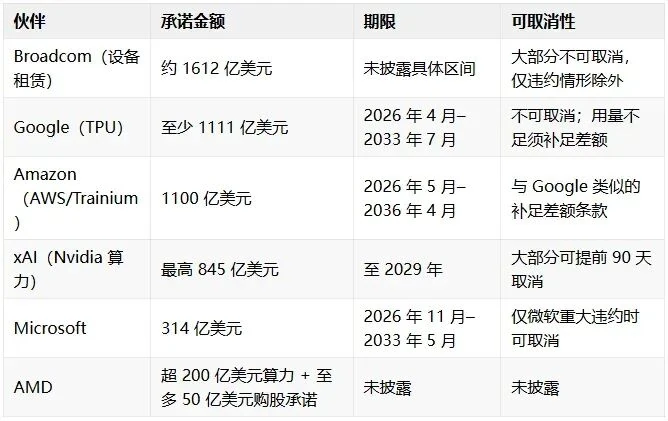 伙伴 承诺金额 期限 可取消性
Broadcom（设备
租赁） 约 1612 亿美元 未披露具体区间 大部分不可取消，
仅违约情形除外
Google（TPU） 至少 1111 亿美元 2026 年 4 月–
2033 年 7 月 不可取消；用量不
足须补足差额
Amazon
（AWS/Trainium
） 1100 亿美元 2026 年 5 月–
2036 年 4 月 与 Google 类似的
补足差额条款
xAI（Nvidia 算
力） 最高 845 亿美元 至 2029 年 大部分可提前 90 天
取消
Microsoft 314 亿美元 2026 年 11 月–
2033 年 5 月 仅微软重大违约时
可取消
AMD 超 200 亿美元算力 + 至
多 50 亿美元购股承诺 未披露 未披露